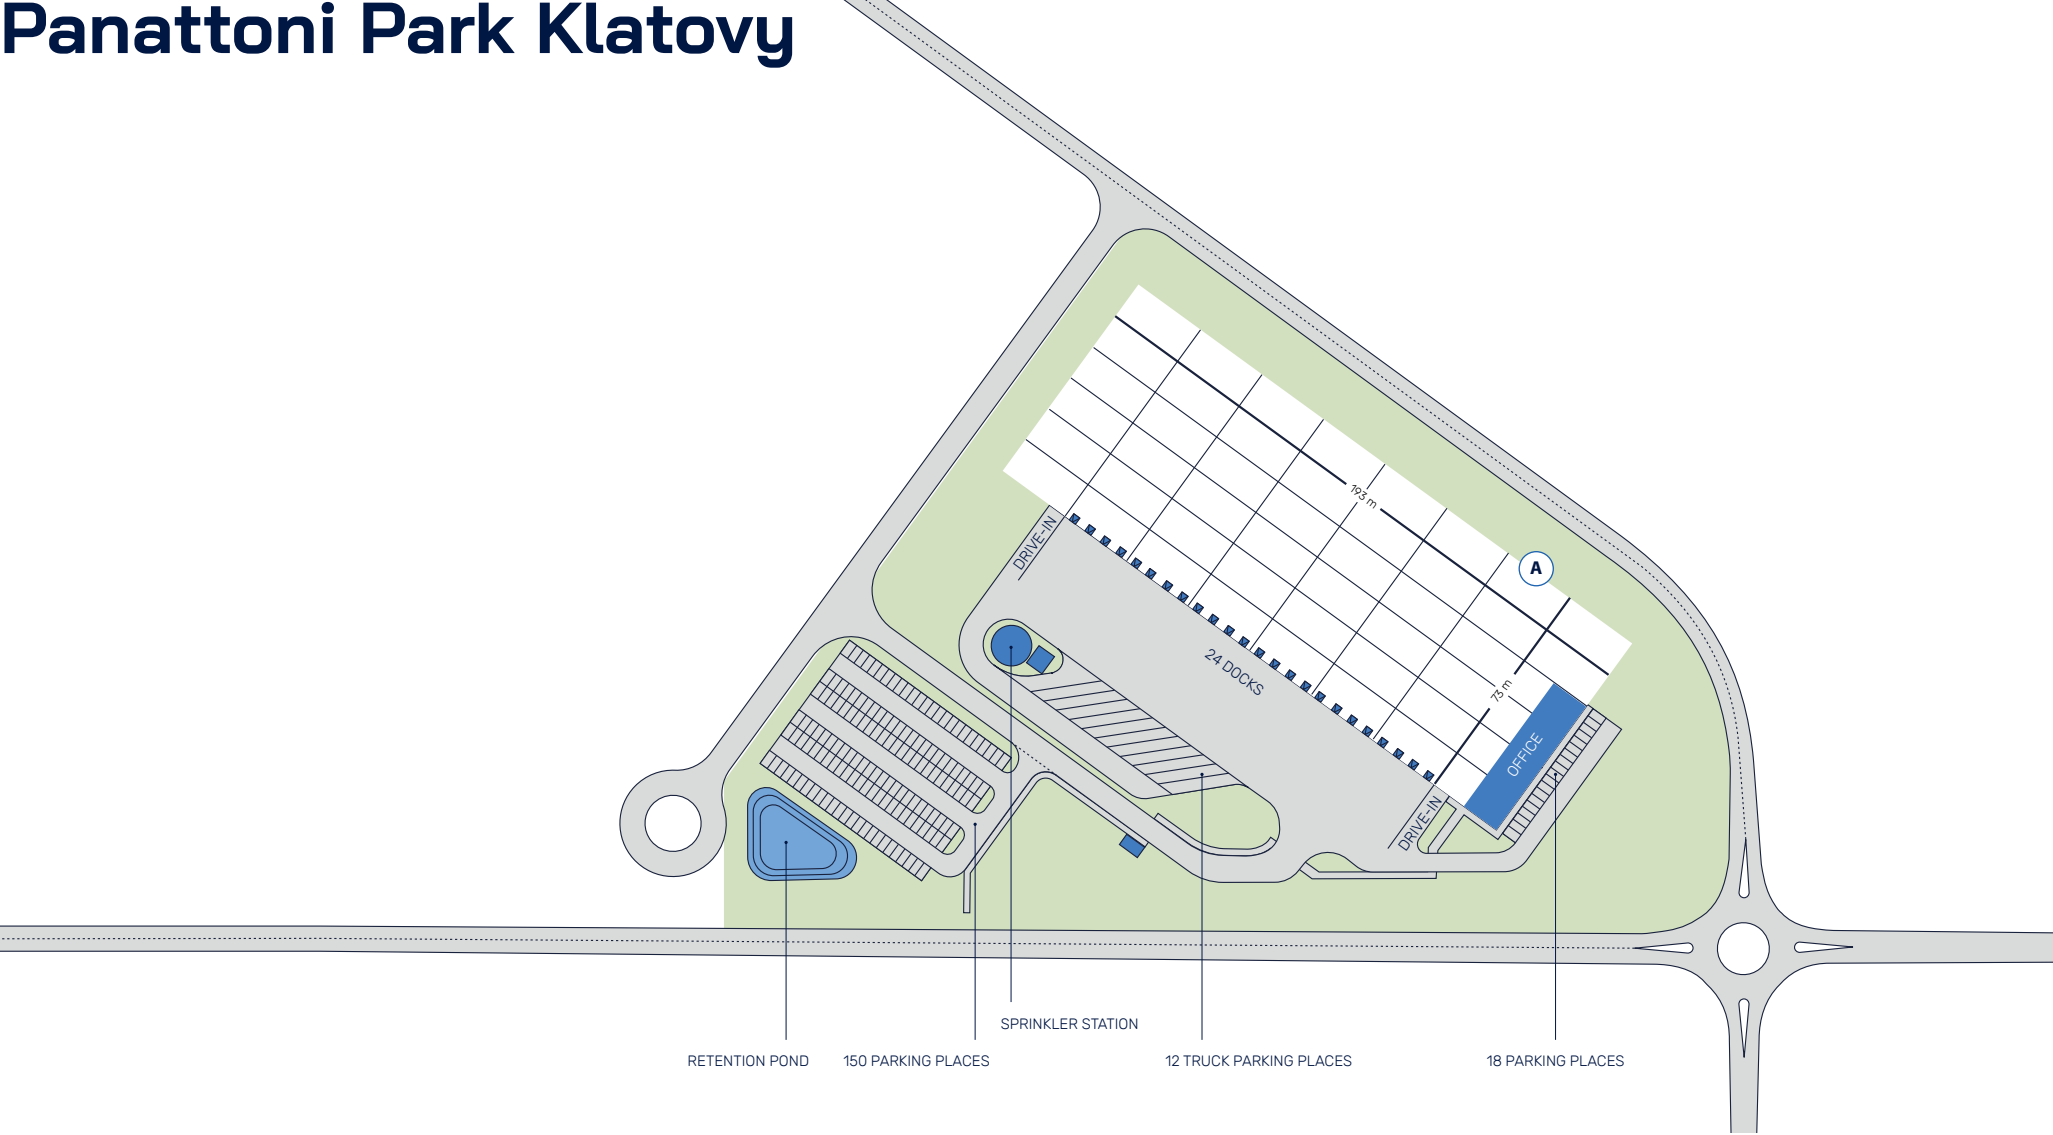 Panattoni Park Klatovy
193 m
DRIVE-IN
A
24 DOCKS
73 m
OFFICE
DRIVE-IN
SPRINKLER STATION
RETENTION POND
150 PARKING PLACES
12 TRUCK PARKING PLACES
18 PARKING PLACES